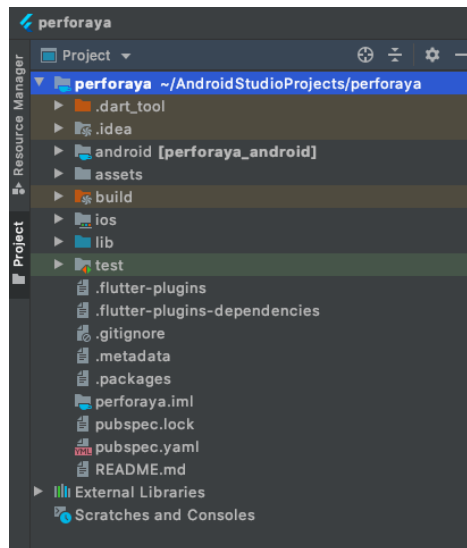 perforaya
Project
perforaya ~/AndroidStudioProjects/perforaya
.dart_tool
.idea
android [perforaya_android]
assets
build
ios
lib
test
.flutter-plugins
.flutter-plugins-dependencies
.gitignore
.metadata
.packages
perforaya.iml
pubspec.lock
YML pubspec.yaml
README.md
External Libraries
Scratches and Consoles
Resource Manager
Project